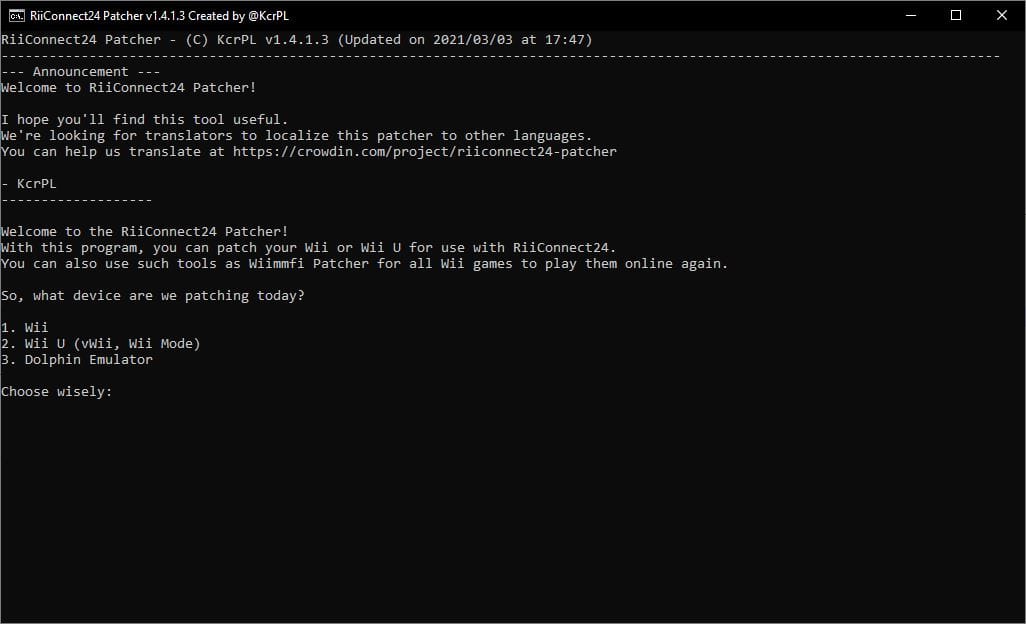 RiiConnect24 Patcher v1.4.1.3 Created by @KcrPL
RiiConnect24 Patcher - (C) KcrPL v1.4.1.3 (Updated on 2021/03/03 at 17:47)
-----------------------------------------------------------------------------------------------------------------------------
--- Announcement ---
Welcome to RiiConnect24 Patcher!
I hope you'll find this tool useful.
We're looking for translators to localize this patcher to other languages.
You can help us translate at https://crowdin.com/project/riiconnect24-patcher
- KcrPL
-------------------
Welcome to the RiiConnect24 Patcher!
With this program, you can patch your Wii or Wii U for use with RiiConnect24.
You can also use such tools as Wiimmfi Patcher for all Wii games to play them online again.
So, what device are we patching today?
1. Wii
2. Wii U (vWii, Wii Mode)
3. Dolphin Emulator
Choose wisely: